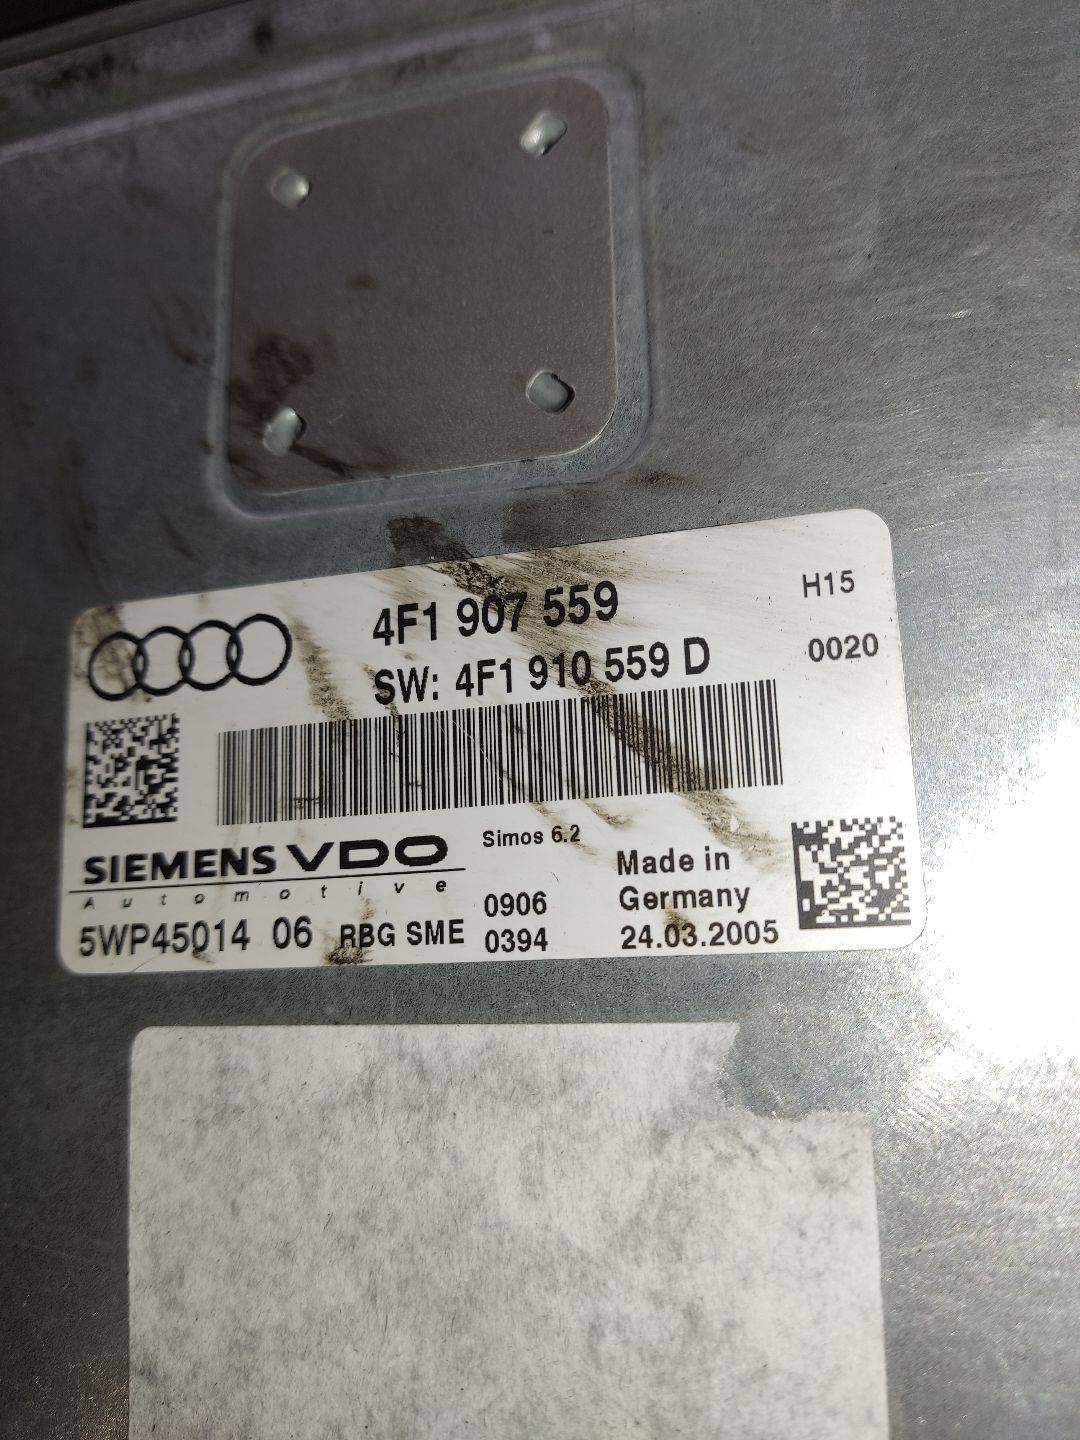 4F1 907 559
SW: 4F1 910 559 D
H15
0020
SIEMENS VDO
Automotive
5WP45014 06 RBG SME
Simos 6.2
0906
0394
Made in
Germany
24.03.2005